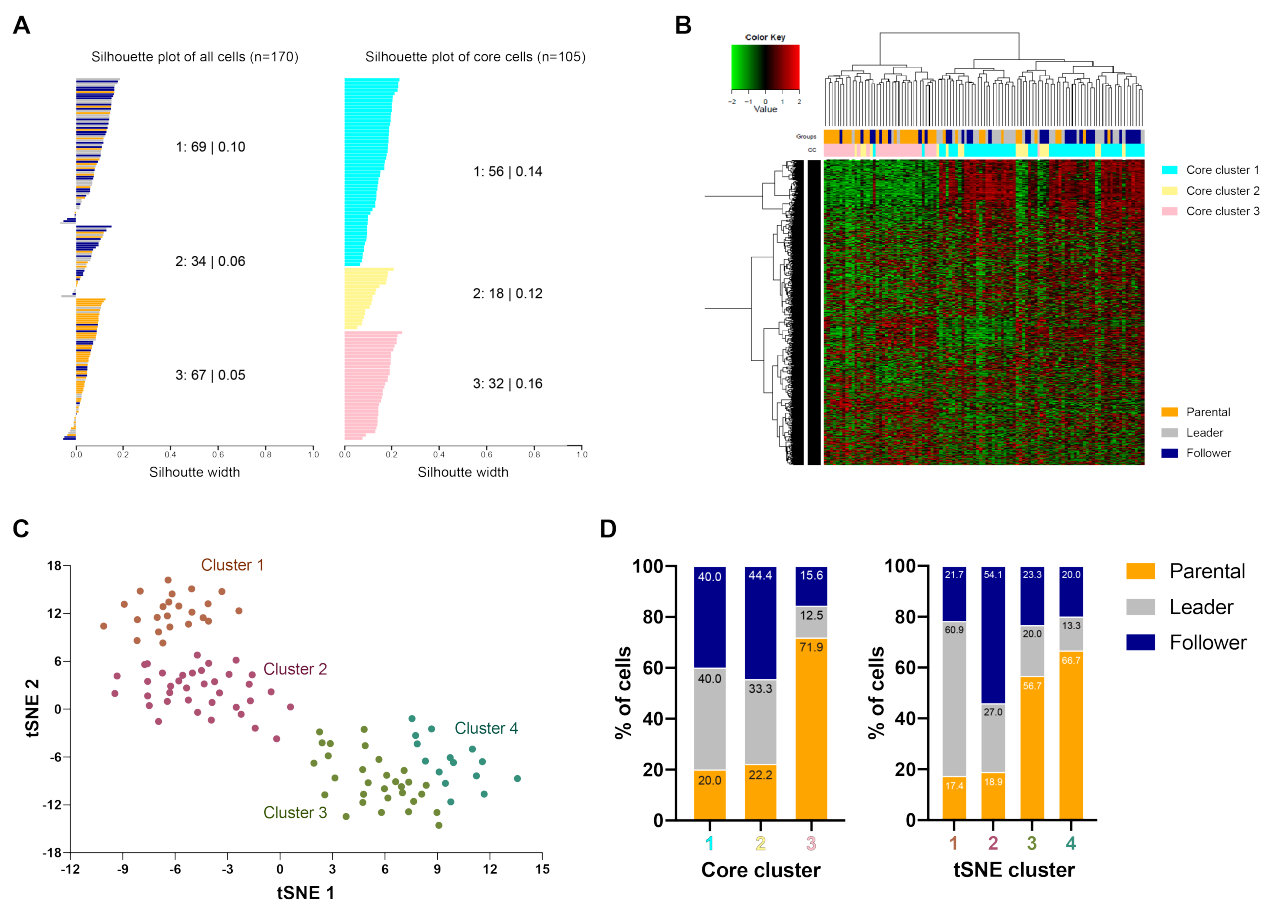 A
Silhouette plot of all cells (n=170)
Silhouette plot of core cells (n=105)
1: 69 | 0.10
2: 34 | 0.06
3: 67 | 0.05
1: 56 | 0.14
2: 18 | 0.12
3: 32 | 0.16
0.0 0.2 0.4 0.6 0.8 1.0
Silhoutte width
0.0 0.2 0.4 0.6 0.8 1.0
Silhoutte width
B
Color Key
−2 −1 0 1 2
Value
Groups
CC
Core cluster 1
Core cluster 2
Core cluster 3
Parental
Leader
Follower
C
18
12
6
0
-6
-12
-18
tSNE 2
Cluster 1
Cluster 2
Cluster 3
Cluster 4
-12 -9 -6 -3 0 3 6 9 12 15
tSNE 1
D
100
80
60
40
20
0
% of cells
40.0 44.4 15.6
40.0 33.3 12.5
20.0 22.2 71.9
1 2 3
Core cluster
100
80
60
40
20
0
% of cells
21.7 54.1 23.3 20.0
60.9 27.0 20.0 13.3
17.4 18.9 56.7 66.7
1 2 3 4
tSNE cluster
Parental
Leader
Follower